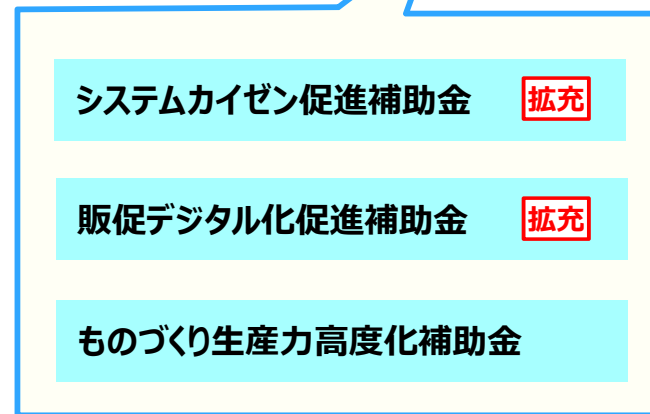 システムカイゼン促進補助金 拡充
販促デジタル化促進補助金 拡充
ものづくり生産力高度化補助金